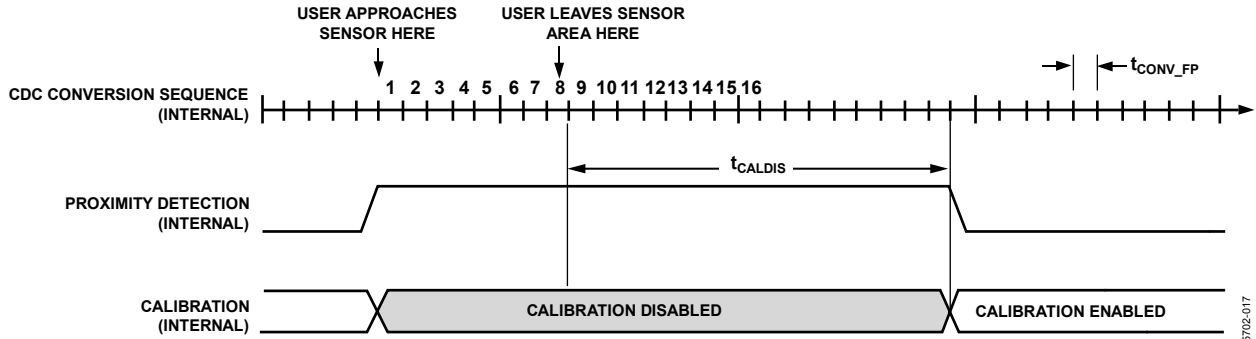 USER APPROACHES
SENSOR HERE
USER LEAVES SENSOR
AREA HERE
tCONV_FP
1 2 3 4 5 6 7 8 9 10 11 12 13 14 15 16
CDC CONVERSION SEQUENCE
(INTERNAL)
tCALDIS
PROXIMITY DETECTION
(INTERNAL)
CALIBRATION
(INTERNAL)
CALIBRATION DISABLED
CALIBRATION ENABLED